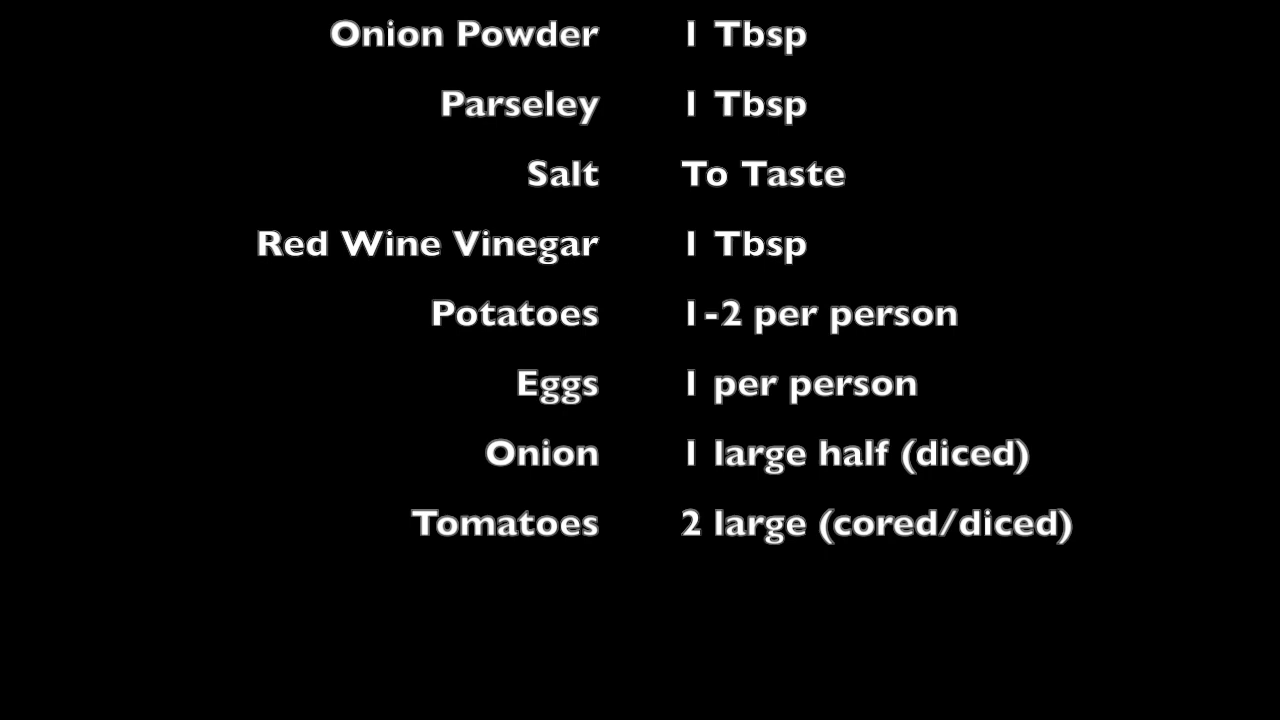 Onion Powder 1 Tbsp
Parseley 1 Tbsp
Salt To Taste
Red Wine Vinegar 1 Tbsp
Potatoes 1-2 per person
Eggs 1 per person
Onion 1 large half (diced)
Tomatoes 2 large (cored/diced)